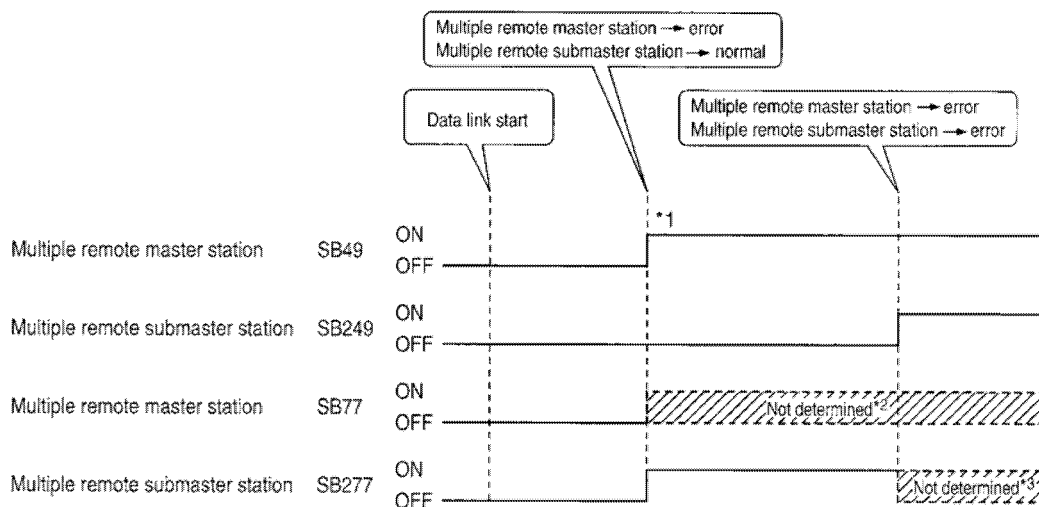 Multiple remote master station → error
Multiple remote submaster station → normal
Data link start
Multiple remote master station → error
Multiple remote submaster station → error
*1
Multiple remote master station SB49 ON OFF
Multiple remote submaster station SB249 ON OFF
Multiple remote master station SB77 ON OFF Not determined*2
Multiple remote submaster station SB277 ON OFF Not determined*3